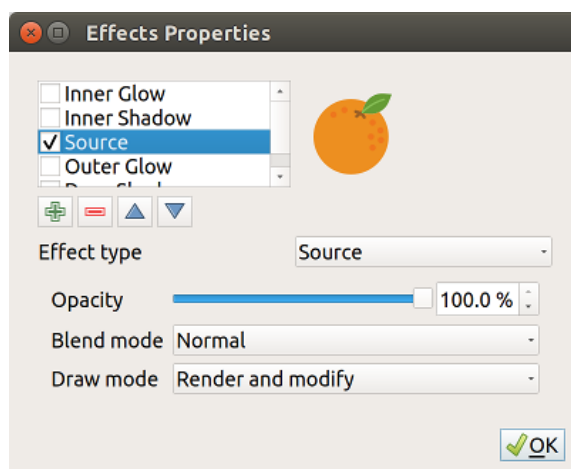 Effects Properties
Inner Glow
Inner Shadow
Source
Outer Glow
Effect type Source
Opacity 100.0 %
Blend mode Normal
Draw mode Render and modify
OK